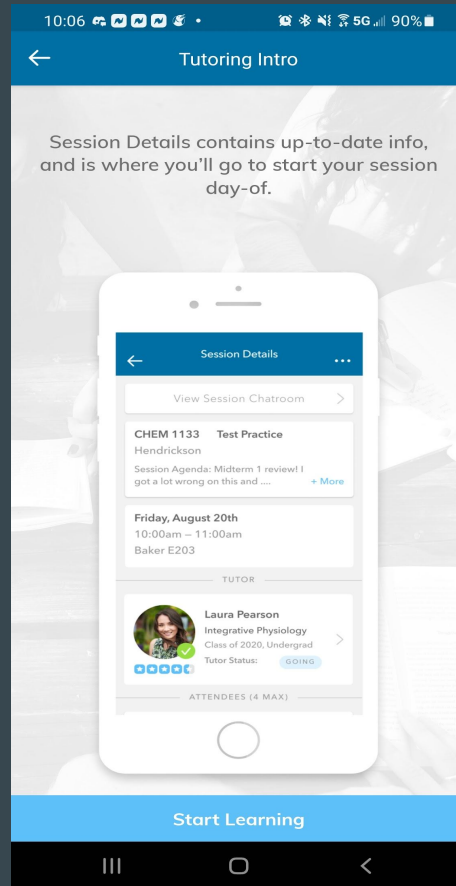 10:06 5G 90%
Tutoring Intro
Session Details contains up-to-date info,
and is where you'll go to start your session
day-of.
Session Details
View Session Chatroom
CHEM 1133 Test Practice
Hendrickson
Session Agenda: Midterm 1 review! I
got a lot wrong on this and .... + More
Friday, August 20th
10:00am – 11:00am
Baker E203
TUTOR
Laura Pearson
Integrative Physiology
Class of 2020, Undergrad
Tutor Status: GOING
ATTENDEES (4 MAX)
Start Learning